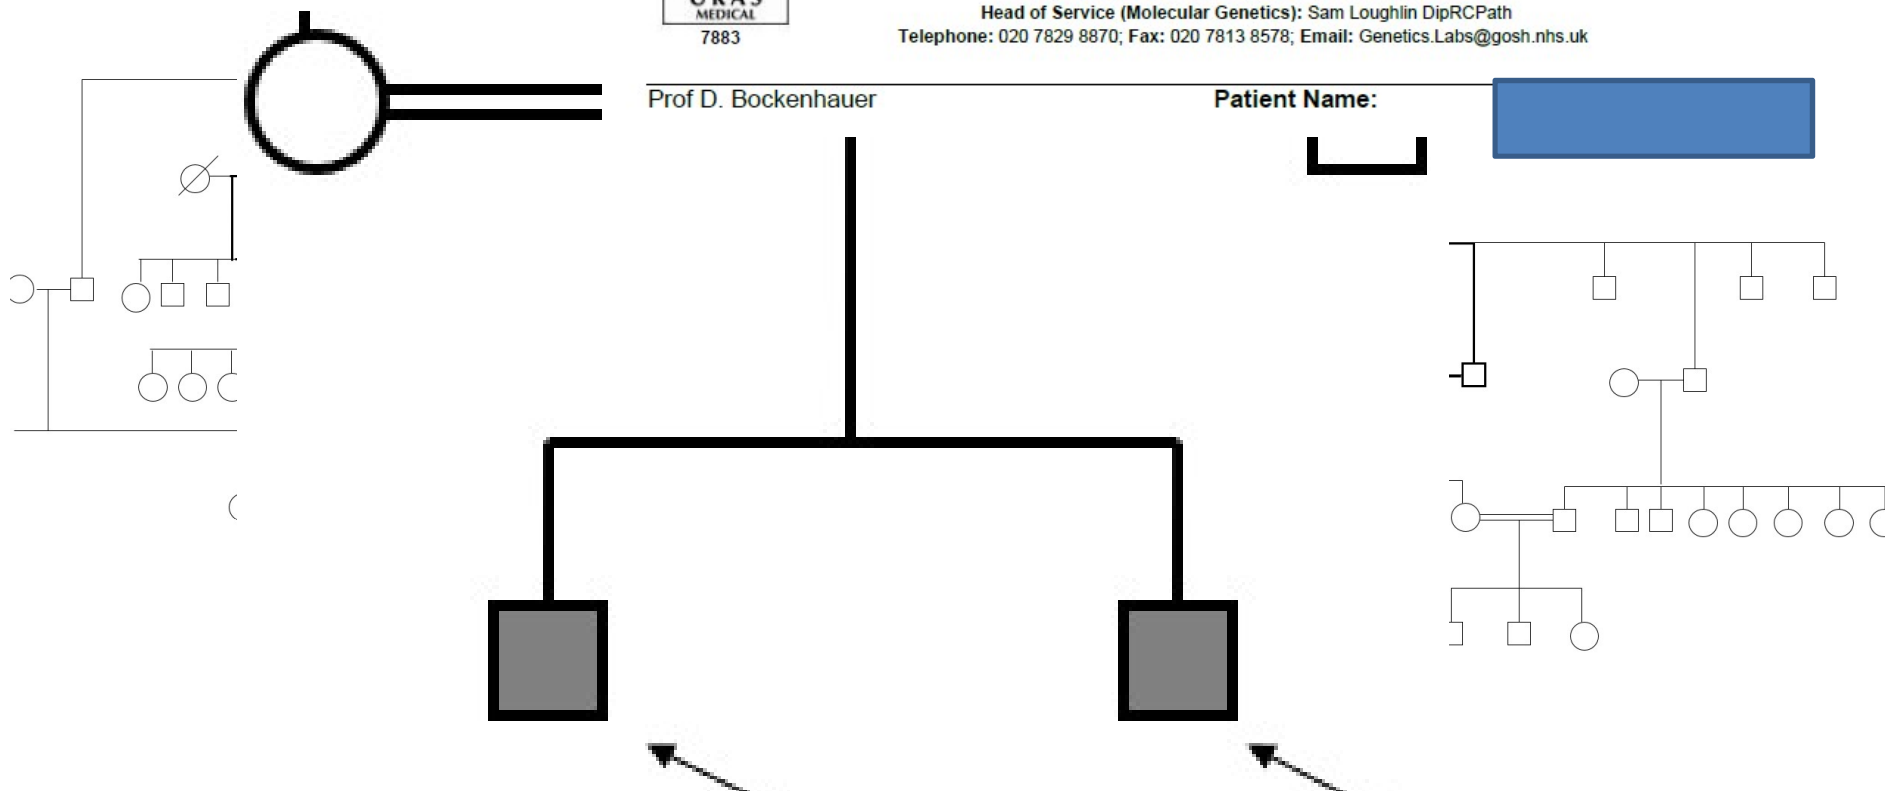 MEDICAL
7883
Head of Service (Molecular Genetics): Sam Loughlin DipRCPath
Telephone: 020 7829 8870; Fax: 020 7813 8578; Email: Genetics.Labs@gosh.nhs.uk
Prof D. Bockenhauer
Patient Name: